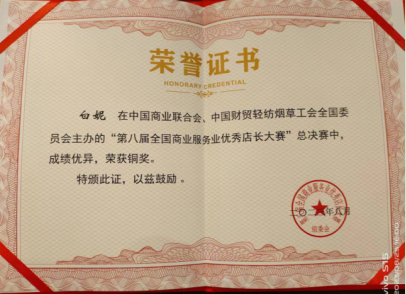 荣誉证书
HONORARY CREDENTIAL
白妮 在中国商业联合会、中国财贸轻纺烟草工会全国委
员会主办的“第八届全国商业服务业优秀店长大赛”总决赛中，
成绩优异，荣获铜奖。
特颁此证，以兹鼓励。
组委会